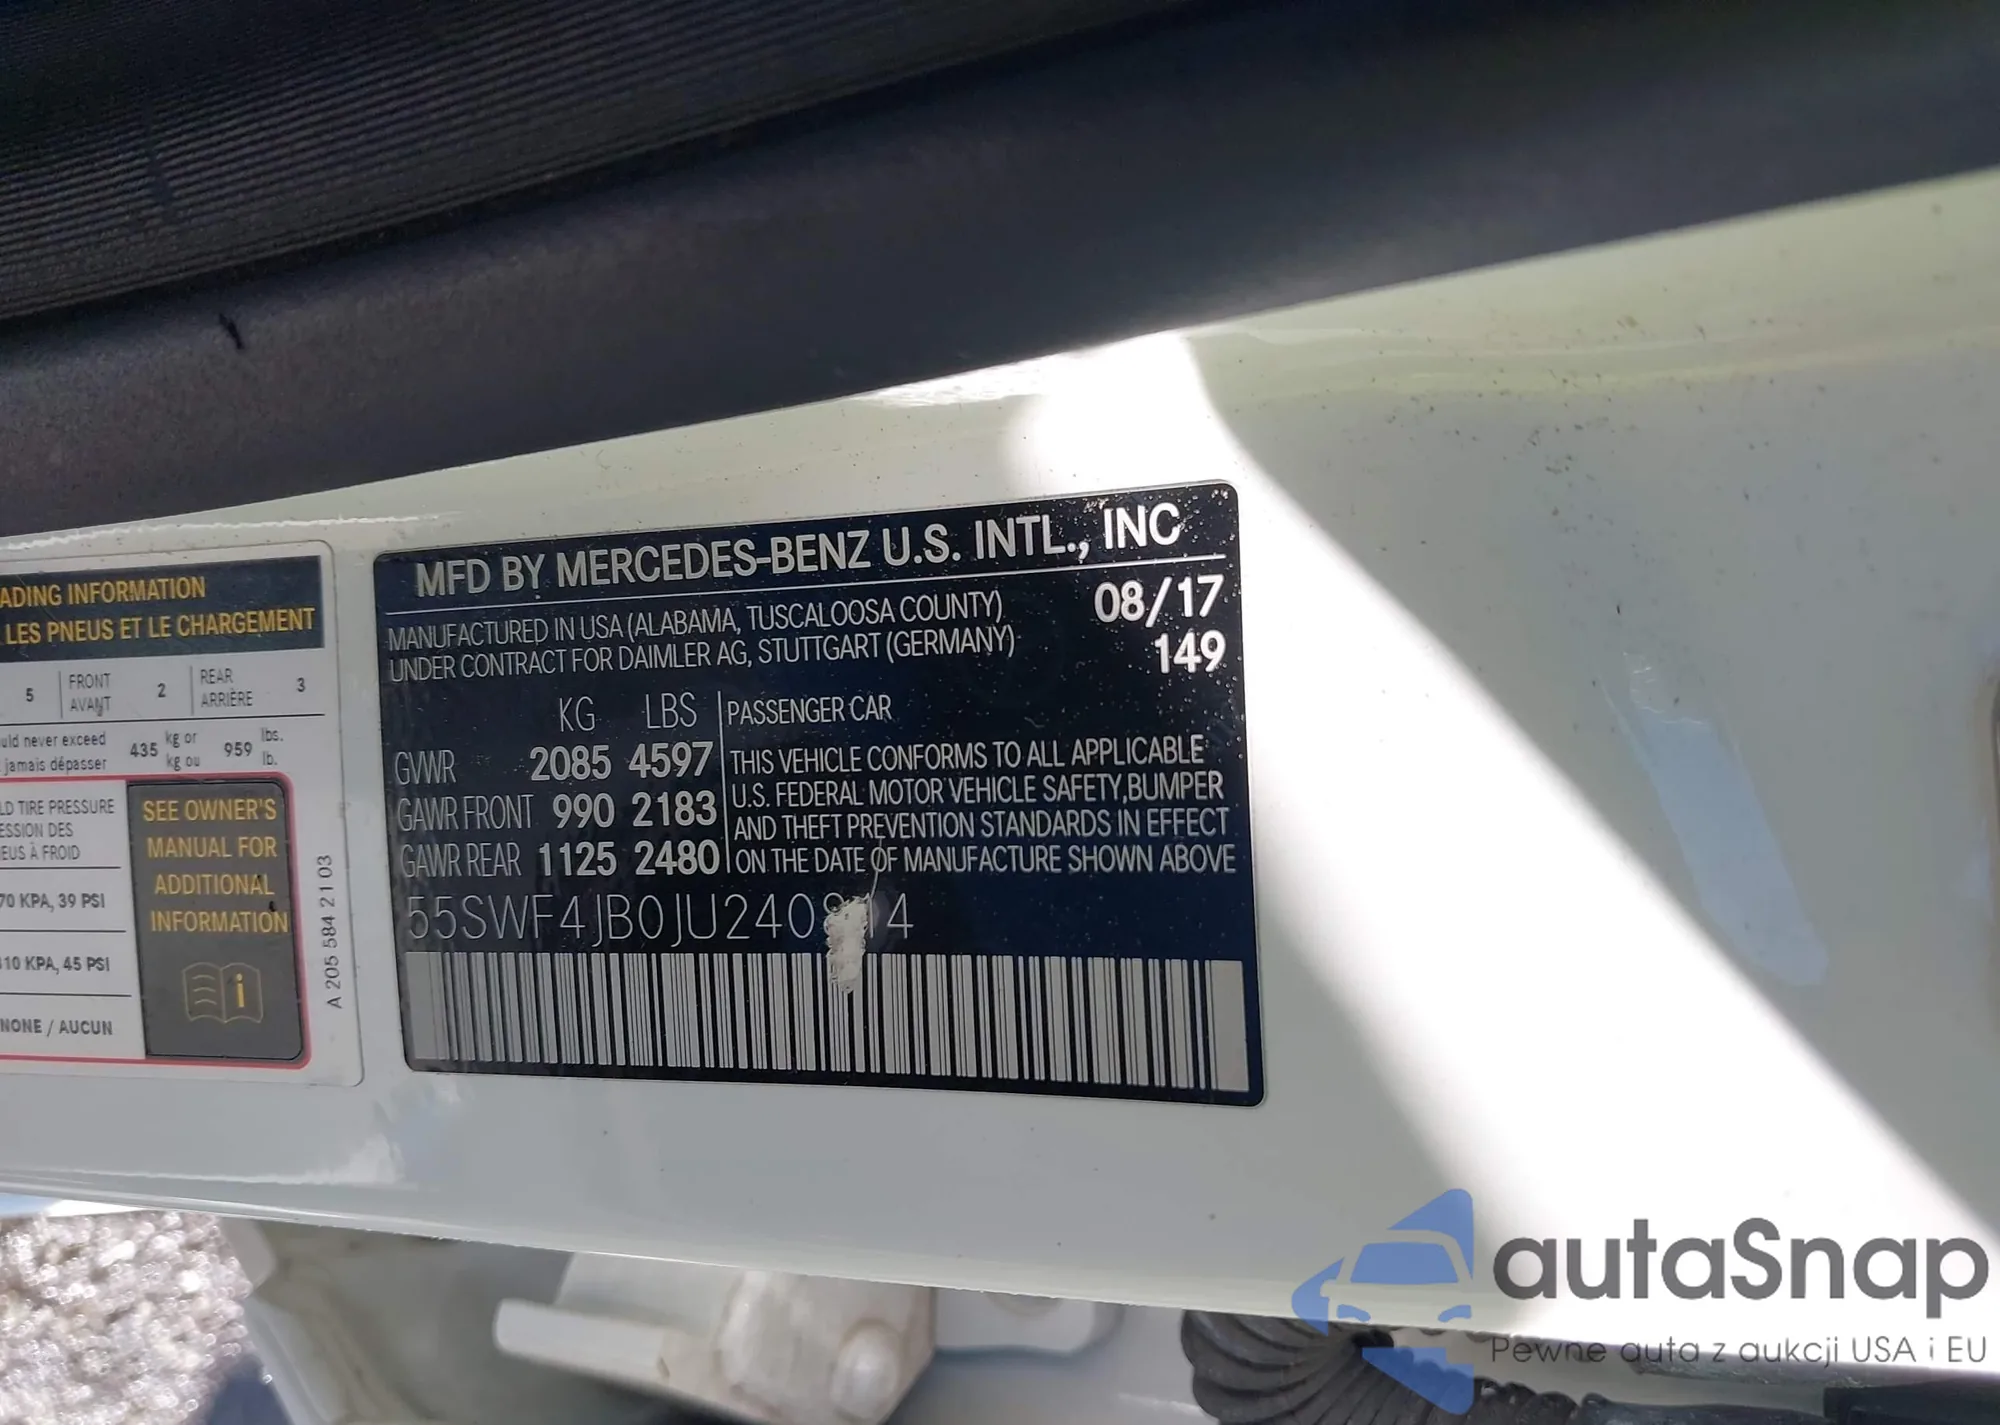 ADING INFORMATION
LES PNEUS ET LE CHARGEMENT
5 FRONT AVANT 2 REAR ARRIÈRE 3
uld never exceed 435 kg or 959 lbs.
jamais dépasser kg ou lb.
LD TIRE PRESSURE
ESSION DES
EUS À FROID
70 KPA, 39 PSI
310 KPA, 45 PSI
NONE / AUCUN
SEE OWNER'S
MANUAL FOR
ADDITIONAL
INFORMATION
i
A 205 584 21 03
MFD BY MERCEDES-BENZ U.S. INTL., INC
MANUFACTURED IN USA (ALABAMA, TUSCALOOSA COUNTY) 08/17
UNDER CONTRACT FOR DAIMLER AG, STUTTGART (GERMANY) 149
KG LBS
GVWR 2085 4597
GAWR FRONT 990 2183
GAWR REAR 1125 2480
PASSENGER CAR
THIS VEHICLE CONFORMS TO ALL APPLICABLE
U.S. FEDERAL MOTOR VEHICLE SAFETY,BUMPER
AND THEFT PREVENTION STANDARDS IN EFFECT
ON THE DATE OF MANUFACTURE SHOWN ABOVE
autaSnap
Pewne auta z aukcji USA i EU